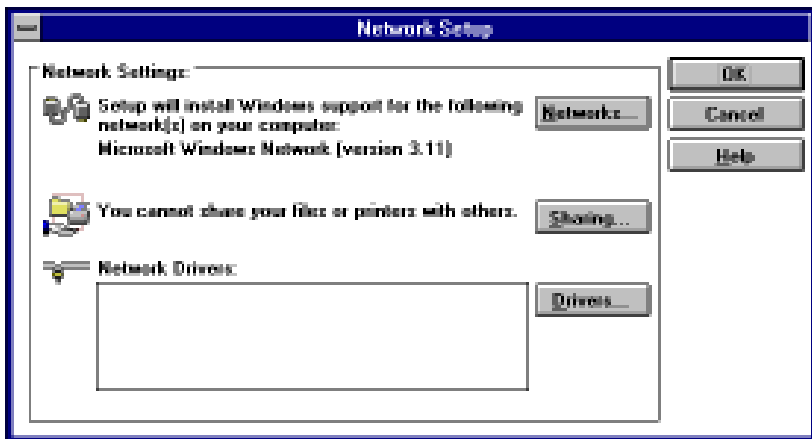 Network Setup
Network Settings:
Setup will install Windows support for the following
network(s) on your computer:
Microsoft Windows Network (version 3.11)
Networks...
You cannot share your files or printers with others.
Sharing...
Network Drivers:
Drivers...
OK
Cancel
Help